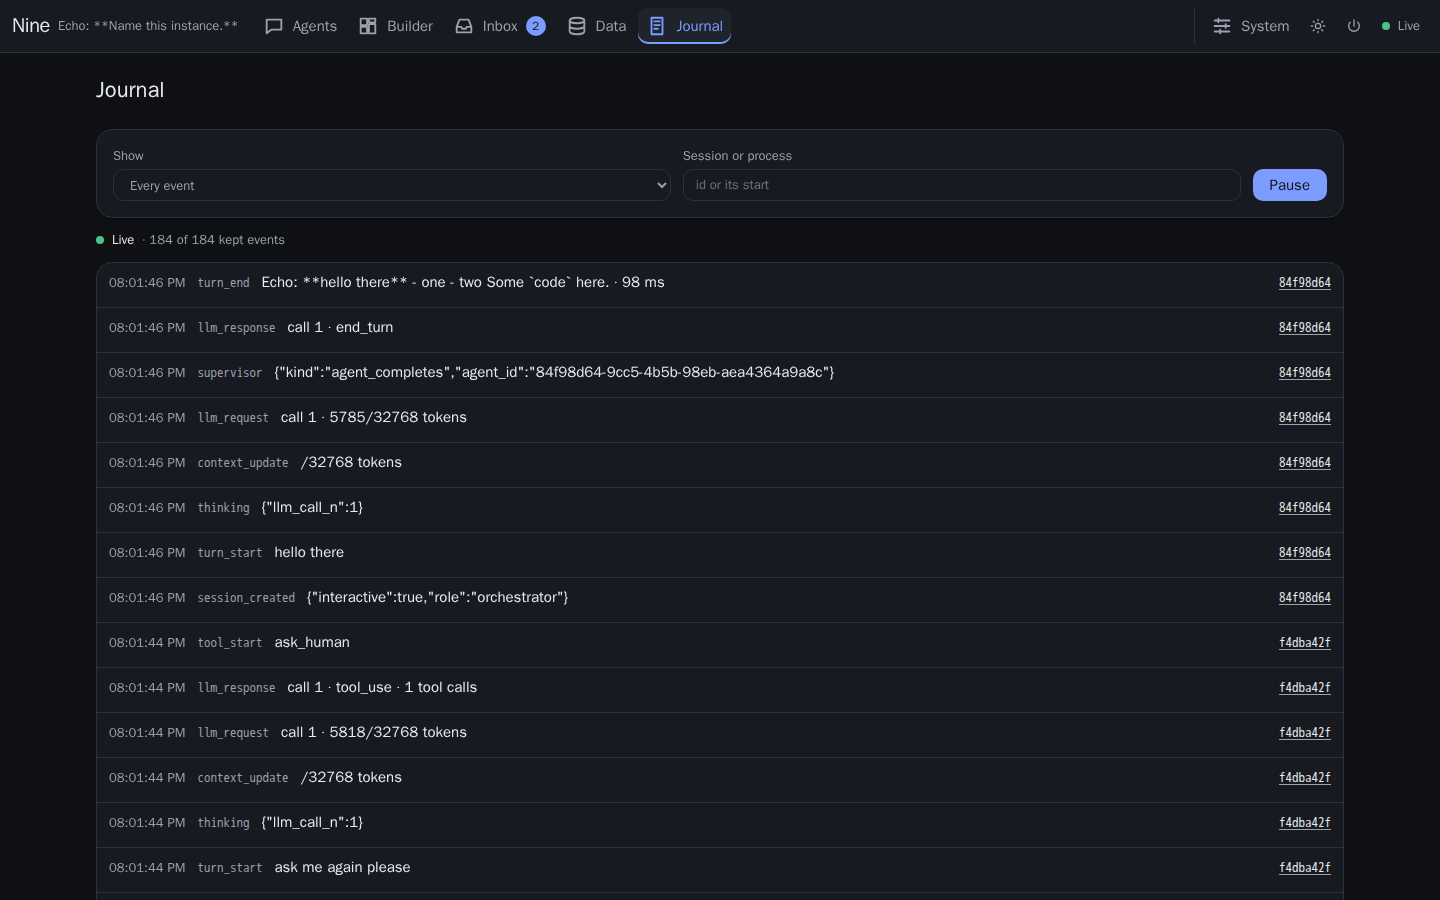 Nine Echo: **Name this instance.** Agents Builder Inbox 2 Data Journal System Live
Journal
Show Session or process
Every event id or its start Pause
Live · 184 of 184 kept events
08:01:46 PM turn_end Echo: **hello there** - one - two Some `code` here. · 98 ms 84f98d64
08:01:46 PM llm_response call 1 · end_turn 84f98d64
08:01:46 PM supervisor {"kind":"agent_completes","agent_id":"84f98d64-9cc5-4b5b-98eb-aea4364a9a8c"} 84f98d64
08:01:46 PM llm_request call 1 · 5785/32768 tokens 84f98d64
08:01:46 PM context_update /32768 tokens 84f98d64
08:01:46 PM thinking {"llm_call_n":1} 84f98d64
08:01:46 PM turn_start hello there 84f98d64
08:01:46 PM session_created {"interactive":true,"role":"orchestrator"} 84f98d64
08:01:44 PM tool_start ask_human f4dba42f
08:01:44 PM llm_response call 1 · tool_use · 1 tool calls f4dba42f
08:01:44 PM llm_request call 1 · 5818/32768 tokens f4dba42f
08:01:44 PM context_update /32768 tokens f4dba42f
08:01:44 PM thinking {"llm_call_n":1} f4dba42f
08:01:44 PM turn_start ask me again please f4dba42f